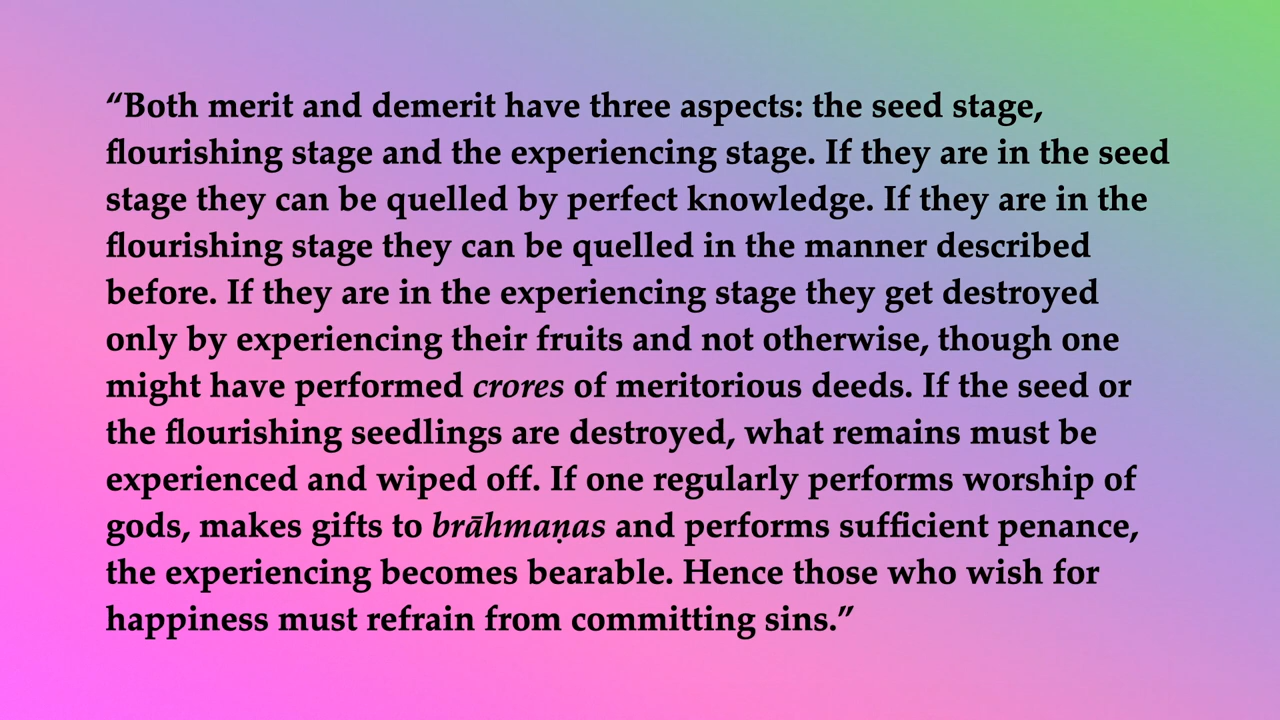 “Both merit and demerit have three aspects: the seed stage,
flourishing stage and the experiencing stage. If they are in the seed
stage they can be quelled by perfect knowledge. If they are in the
flourishing stage they can be quelled in the manner described
before. If they are in the experiencing stage they get destroyed
only by experiencing their fruits and not otherwise, though one
might have performed crores of meritorious deeds. If the seed or
the flourishing seedlings are destroyed, what remains must be
experienced and wiped off. If one regularly performs worship of
gods, makes gifts to brāhmaṇas and performs sufficient penance,
the experiencing becomes bearable. Hence those who wish for
happiness must refrain from committing sins.”